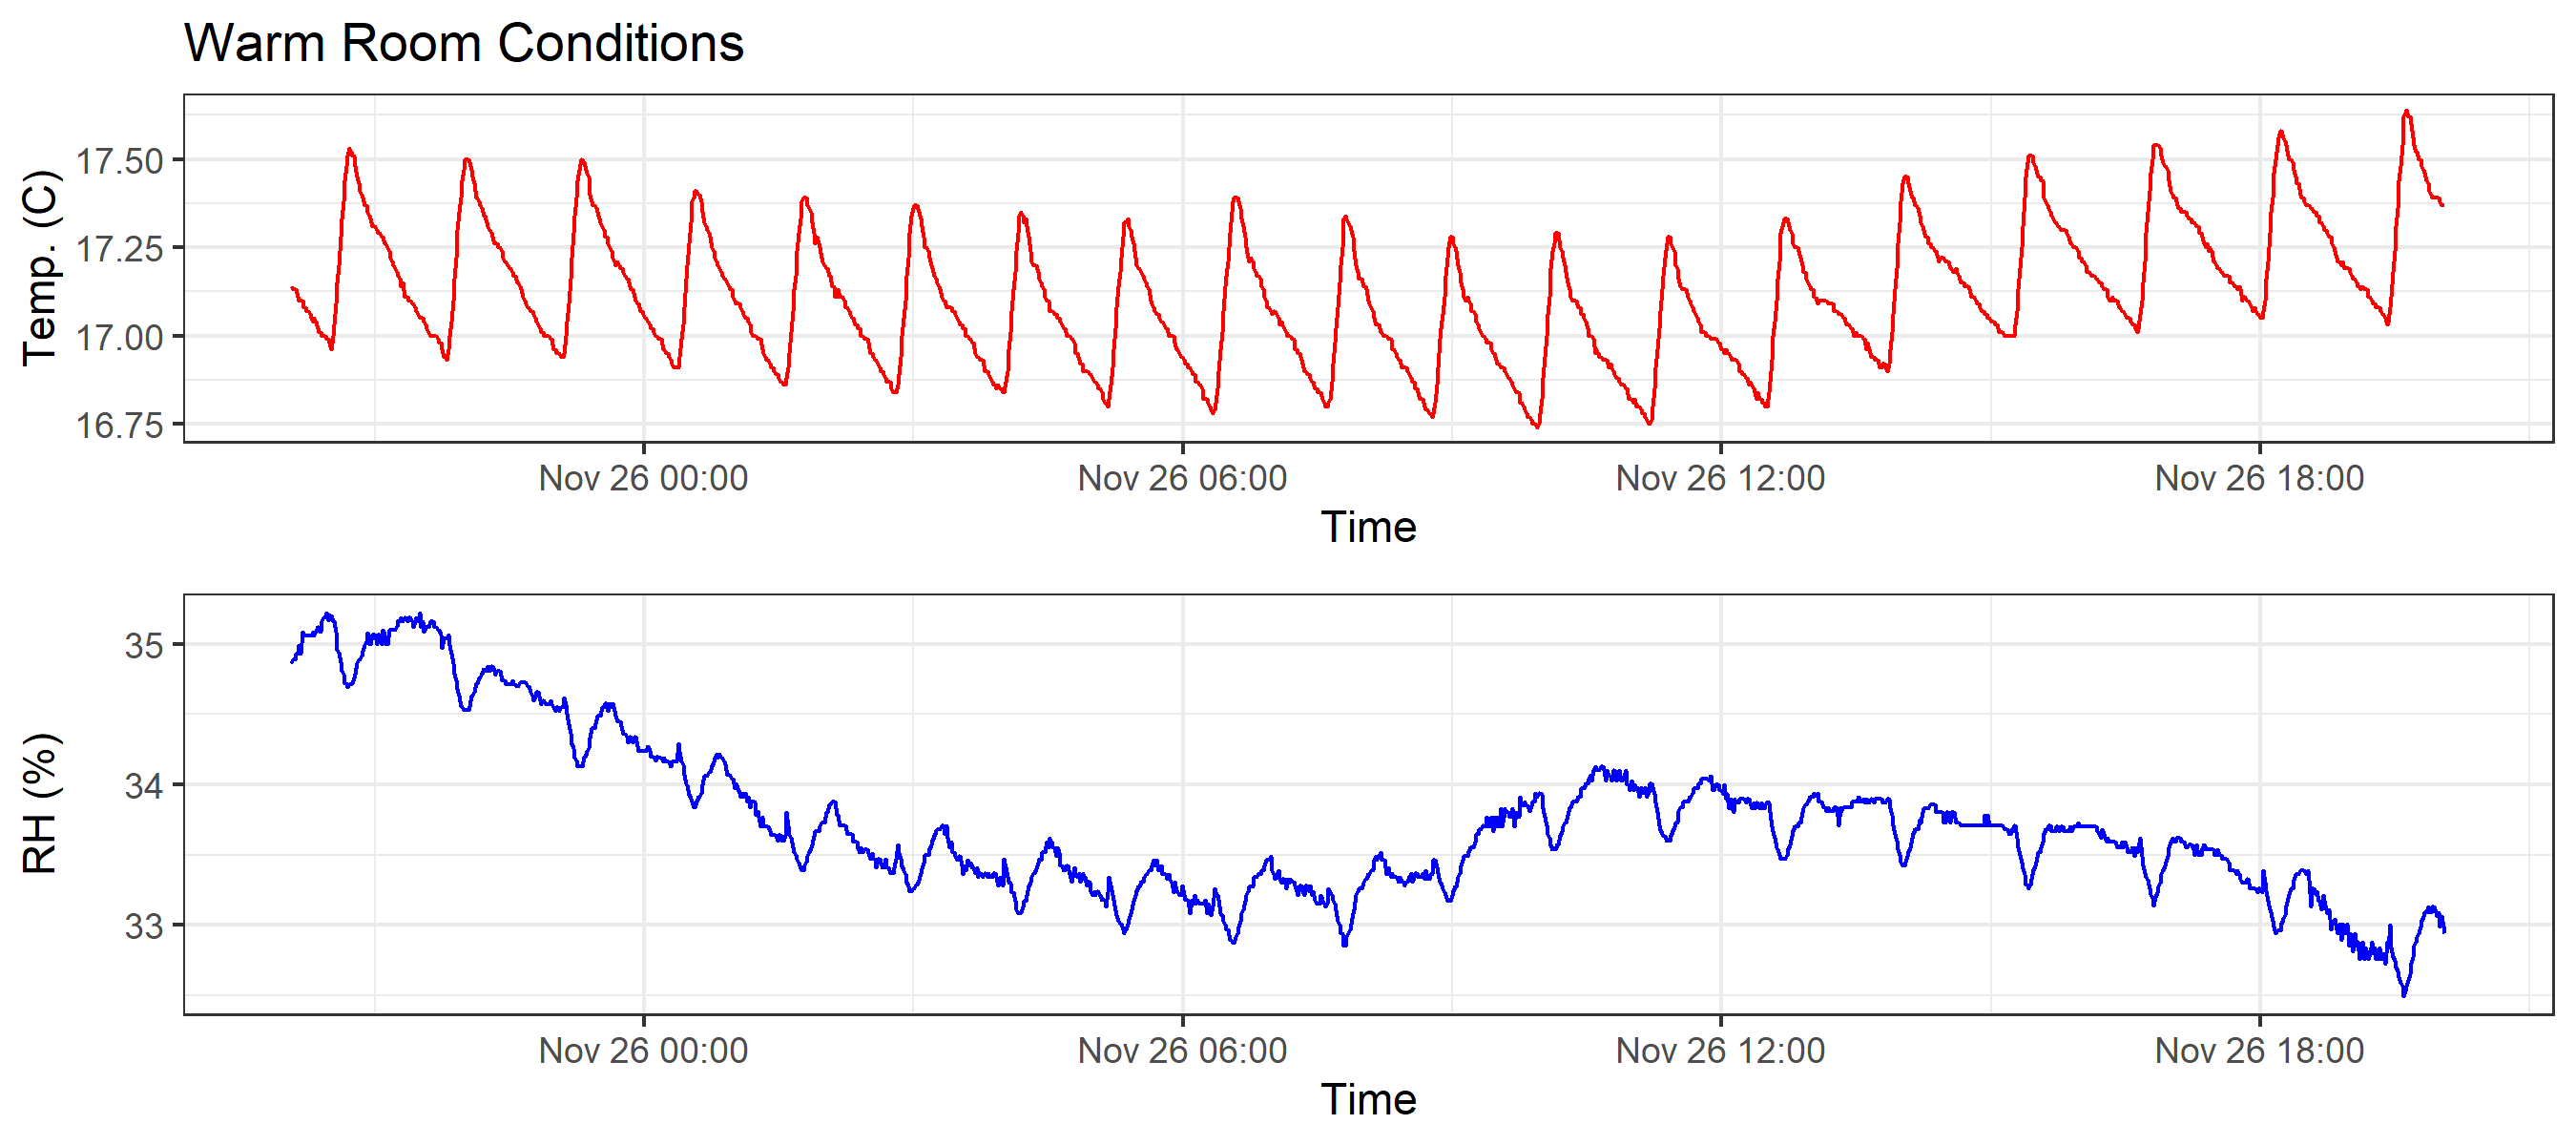 Warm Room Conditions
Temp. (C)
17.50
17.25
17.00
16.75
Nov 26 00:00 Nov 26 06:00 Nov 26 12:00 Nov 26 18:00
Time
RH (%)
35
34
33
Nov 26 00:00 Nov 26 06:00 Nov 26 12:00 Nov 26 18:00
Time